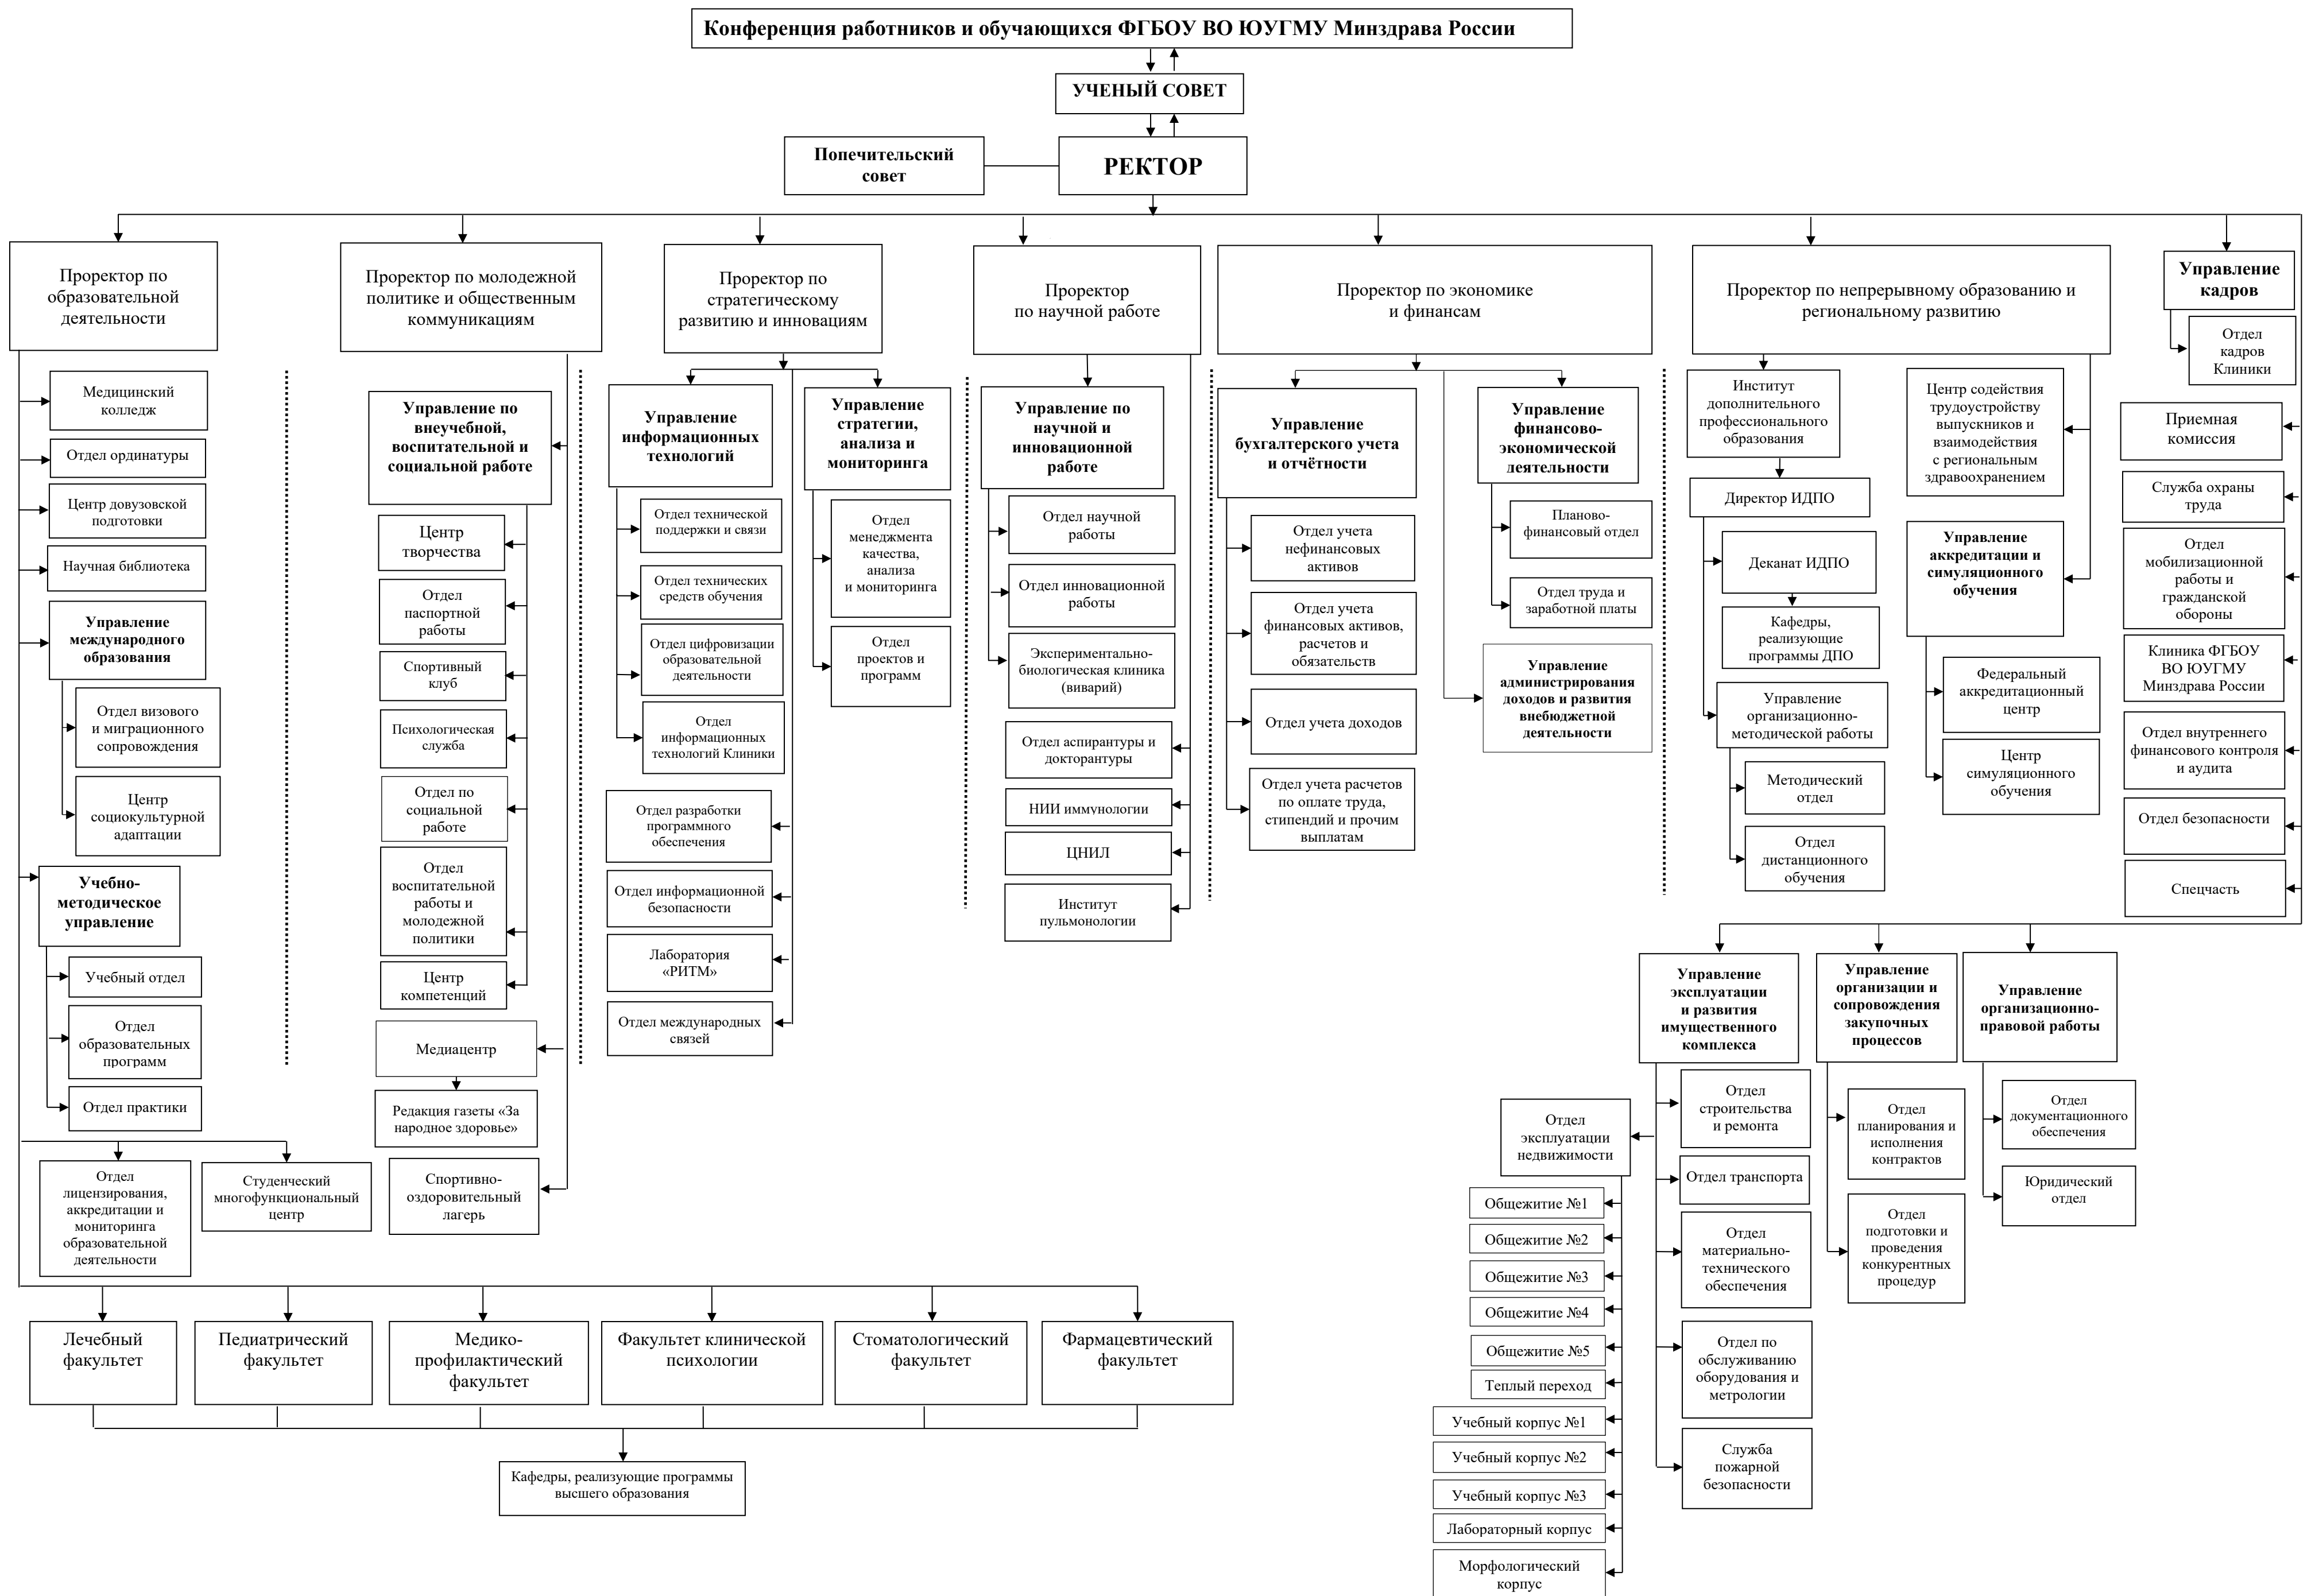 Конференция работников и обучающихся ФГБОУ ВО ЮУГМУ Минздрава России
УЧЕНЫЙ СОВЕТ
Попечительский
совет
РЕКТОР
Проректор по
образовательной
деятельности
Медицинский
колледж
Отдел ординатуры
Центр довузовской
подготовки
Научная библиотека
Управление
международного
образования
Отдел визового
и миграционного
сопровождения
Центр
социокультурной
адаптации
Учебно-
методическое
управление
Учебный отдел
Отдел
образовательных
программ
Отдел практики
Отдел
лицензирования,
аккредитации и
мониторинга
образовательной
деятельности
Студенческий
многофункциональный
центр
Проректор по молодежной
политике и общественным
коммуникациям
Управление по
внеучебной,
воспитательной и
социальной работе
Центр
творчества
Отдел
паспортной
работы
Спортивный
клуб
Психологическая
служба
Отдел по
социальной
работе
Отдел
воспитательной
работы и
молодежной
политики
Центр
компетенций
Медиацентр
Редакция газеты «За
народное здоровье»
Спортивно-
оздоровительный
лагерь
Проректор по
стратегическому
развитию и инновациям
Управление
информационных
технологий
Отдел технической
поддержки и связи
Отдел технических
средств обучения
Отдел цифровизации
образовательной
деятельности
Отдел
информационных
технологий Клиники
Управление
стратегии,
анализа и
мониторинга
Отдел
менеджмента
качества,
анализа
и мониторинга
Отдел
проектов и
программ
Отдел разработки
программного
обеспечения
Отдел информационной
безопасности
Лаборатория
«РИТМ»
Отдел международных
связей
Проректор
по научной работе
Управление по
научной и
инновационной
работе
Отдел научной
работы
Отдел инновационной
работы
Экспериментально-
биологическая клиника
(виварий)
Отдел аспирантуры и
докторантуры
НИИ иммунологии
ЦНИЛ
Институт
пульмонологии
Проректор по экономике
и финансам
Управление
бухгалтерского учета
и отчётности
Отдел учета
нефинансовых
активов
Отдел учета
финансовых активов,
расчетов и
обязательств
Отдел учета доходов
Отдел учета расчетов
по оплате труда,
стипендий и прочим
выплатам
Управление
финансово-
экономической
деятельности
Планово-
финансовый отдел
Отдел труда и
заработной платы
Управление
администрирования
доходов и развития
внебюджетной
деятельности
Проректор по непрерывному образованию и
региональному развитию
Институт
дополнительного
профессионального
образования
Директор ИДПО
Деканат ИДПО
Кафедры,
реализующие
программы ДПО
Управление
организационно-
методической работы
Методический
отдел
Отдел
дистанционного
обучения
Центр содействия
трудоустройству
выпускников и
взаимодействия
с региональным
здравоохранением
Управление
аккредитации и
симуляционного
обучения
Федеральный
аккредитационный
центр
Центр
симуляционного
обучения
Управление
кадров
Отдел
кадров
Клиники
Приемная
комиссия
Служба охраны
труда
Отдел
мобилизационной
работы и
гражданской
обороны
Клиника ФГБОУ
ВО ЮУГМУ
Минздрава России
Отдел внутреннего
финансового контроля
и аудита
Отдел безопасности
Спецчасть
Управление
эксплуатации
и развития
имущественного
комплекса
Отдел
строительства
и ремонта
Отдел транспорта
Отдел
материально-
технического
обеспечения
Отдел по
обслуживанию
оборудования и
метрологии
Служба
пожарной
безопасности
Отдел
эксплуатации
недвижимости
Общежитие №1
Общежитие №2
Общежитие №3
Общежитие №4
Общежитие №5
Теплый переход
Учебный корпус №1
Учебный корпус №2
Учебный корпус №3
Лабораторный корпус
Морфологический
корпус
Управление
организации и
сопровождения
закупочных
процессов
Отдел
планирования и
исполнения
контрактов
Отдел
подготовки и
проведения
конкурентных
процедур
Управление
организационно-
правовой работы
Отдел
документационного
обеспечения
Юридический
отдел
Лечебный
факультет
Педиатрический
факультет
Медико-
профилактический
факультет
Факультет клинической
психологии
Стоматологический
факультет
Фармацевтический
факультет
Кафедры, реализующие программы
высшего образования